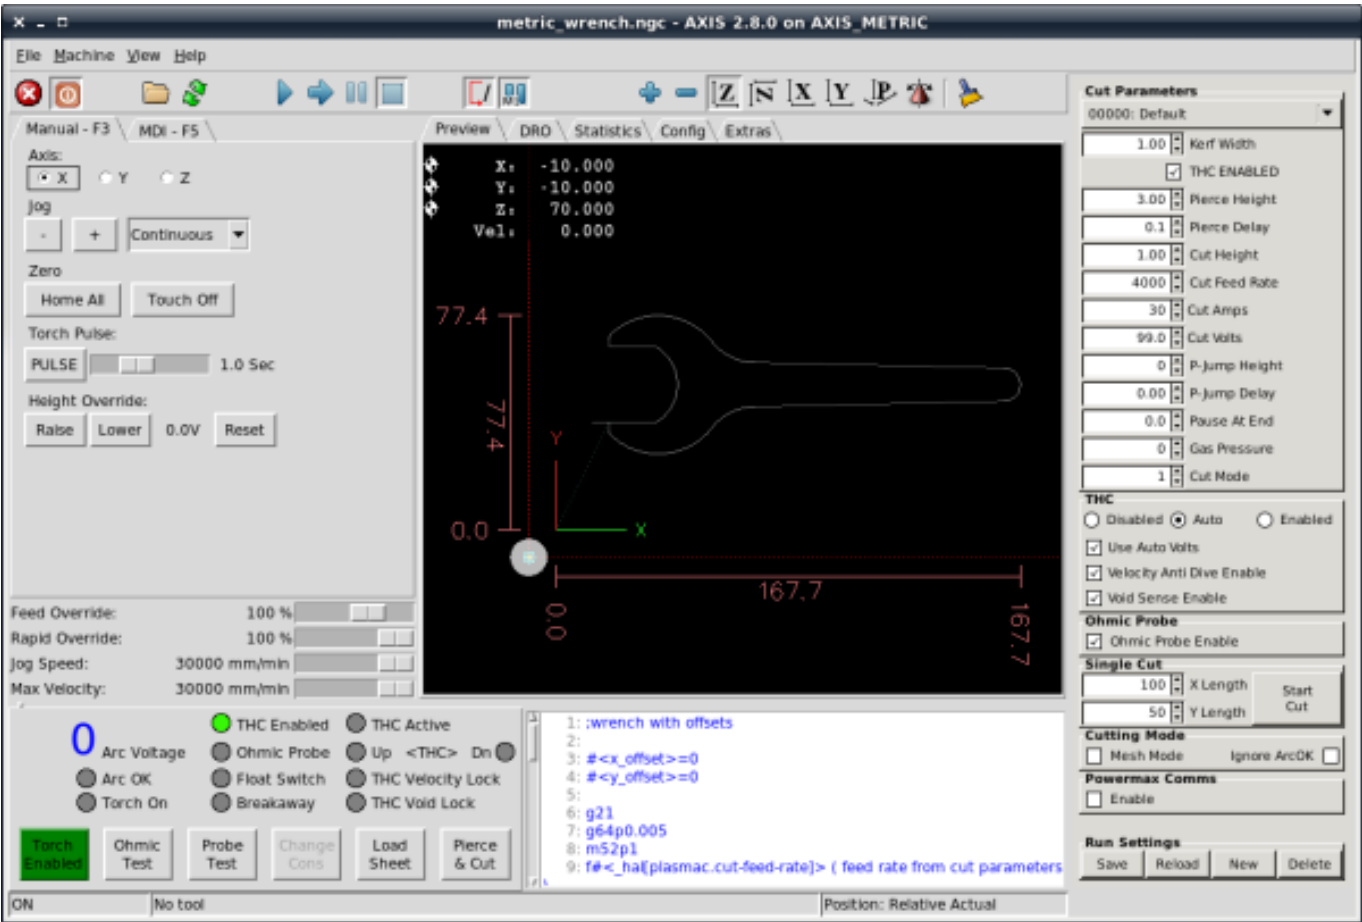 metric_wrench.ngc - AXIS 2.8.0 on AXIS_METRIC
File Machine View Help
Manual - F3 MDI - F5
Axis:
X Y Z
Jog
- + Continuous
Zero
Home All Touch Off
Torch Pulse:
PULSE 1.0 Sec
Height Override:
Raise Lower 0.0V Reset
Feed Override: 100 %
Rapid Override: 100 %
Jog Speed: 30000 mm/min
Max Velocity: 30000 mm/min
Z N X Y P
Preview DRO Statistics Config Extras
X: -10.000
Y: -10.000
Z: 70.000
Vel: 0.000
77.4
77.4
0.0
Y
X
167.7
0.0
167.7
Cut Parameters
00000: Default
1.00 Kerf Width
THC ENABLED
3.00 Pierce Height
0.1 Pierce Delay
1.00 Cut Height
4000 Cut Feed Rate
30 Cut Amps
99.0 Cut Volts
0 P-Jump Height
0.00 P-Jump Delay
0.0 Pause At End
0 Gas Pressure
1 Cut Mode
THC
Disabled Auto Enabled
Use Auto Volts
Velocity Anti Dive Enable
Void Sense Enable
Ohmic Probe
Ohmic Probe Enable
Single Cut
100 X Length
50 Y Length
Start
Cut
Cutting Mode
Mesh Mode Ignore ArcOK
Powermax Comms
Enable
Run Settings
Save Reload New Delete
0 Arc Voltage
Arc OK
Torch On
THC Enabled THC Active
Ohmic Probe Up <THC> Dn
Float Switch THC Velocity Lock
Breakaway THC Void Lock
Torch
Enabled
Ohmic
Test
Probe
Test
Change
Cons
Load
Sheet
Pierce
& Cut
1: ;wrench with offsets
2:
3: #<x_offset>=0
4: #<y_offset>=0
5:
6: g21
7: g64p0.005
8: m52p1
9: f#<_hal[plasmac.cut-feed-rate]> ( feed rate from cut parameters
ON No tool Position: Relative Actual